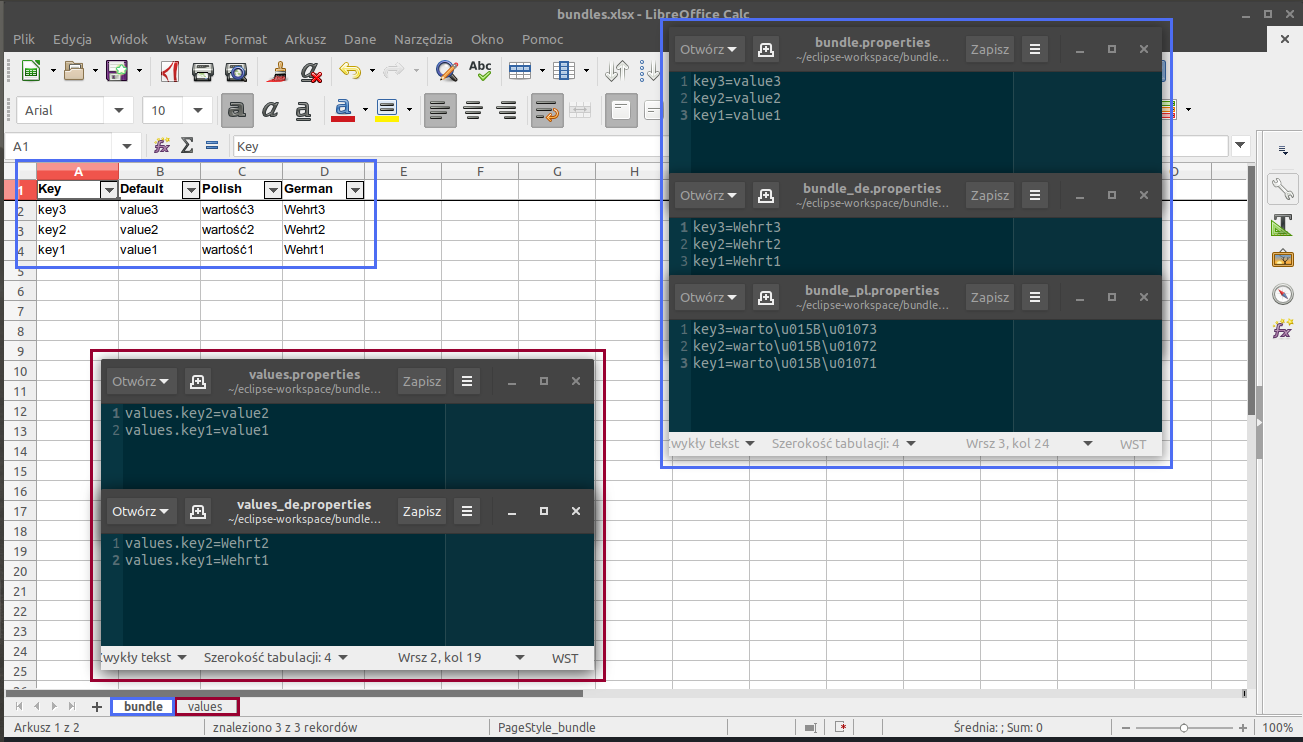 bundles.xlsx - LibreOffice Calc
Plik Edycja Widok Wstaw Format Arkusz Dane Narzędzia Okno Pomoc
Abc
Arial 10 a a a a
A1 Key
A B C D E F G H
1 Key Default Polish German
2 key3 value3 wartość3 Wehrt3
3 key2 value2 wartość2 Wehrt2
4 key1 value1 wartość1 Wehrt1
5
6
7
8
9
10
11
12
13
14
15
16
17
18
19
20
21
22
23
24
25
Otwórz bundle.properties Zapisz
~/eclipse-workspace/bundle…
1 key3=value3
2 key2=value2
3 key1=value1
Otwórz bundle_de.properties Zapisz
~/eclipse-workspace/bundle…
1 key3=Wehrt3
2 key2=Wehrt2
3 key1=Wehrt1
Otwórz bundle_pl.properties Zapisz
~/eclipse-workspace/bundle…
1 key3=warto\u015B\u01073
2 key2=warto\u015B\u01072
3 key1=warto\u015B\u01071
wykły tekst Szerokość tabulacji: 4 Wrsz 3, kol 24 WST
Otwórz values.properties Zapisz
~/eclipse-workspace/bundle…
1 values.key2=value2
2 values.key1=value1
Otwórz values_de.properties Zapisz
~/eclipse-workspace/bundle…
1 values.key2=Wehrt2
2 values.key1=Wehrt1
wykły tekst Szerokość tabulacji: 4 Wrsz 2, kol 19 WST
bundle values
Arkusz 1 z 2 znaleziono 3 z 3 rekordów PageStyle_bundle Średnia: ; Sum: 0 100%